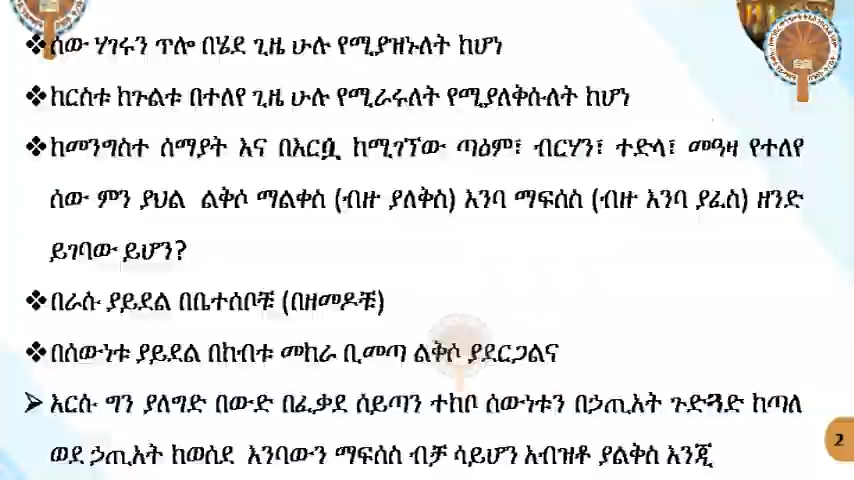 ❖ሰው ሃገሩን ጥሎ በሄደ ጊዜ ሁሉ የሚያዝኑለት ከሆነ
❖ከርስቱ ከጉልቱ በተለየ ጊዜ ሁሉ የሚራሩለት የሚያለቅሱለት ከሆነ
❖ከመንግስተ ሰማያት እና በእርሷ ከሚገኘው ጣዕም፣ ብርሃን፣ ተድላ፣ መዓዛ የተለየ
ሰው ምን ያህል ልቅሶ ማልቀስ (ብዙ ያለቅስ) እንባ ማፍሰስ (ብዙ እንባ ያፈስ) ዘንድ
ይገባው ይሆን?
❖በራሱ ያይደል በቤተሰቦቹ (በዘመዶቹ)
❖በሰውነቱ ያይደል በከብቱ መከራ ቢመጣ ልቅሶ ያደርጋልና
➢ እርሱ ግን ያለግድ በውድ በፈቃደ ሰይጣን ተከቦ ሰውነቱን በኃጢአት ጉድጓድ ከጣለ
ወደ ኃጢአት ከወሰደ እንባውን ማፍሰስ ብቻ ሳይሆን አብዝቶ ያልቅስ እንጂ
2